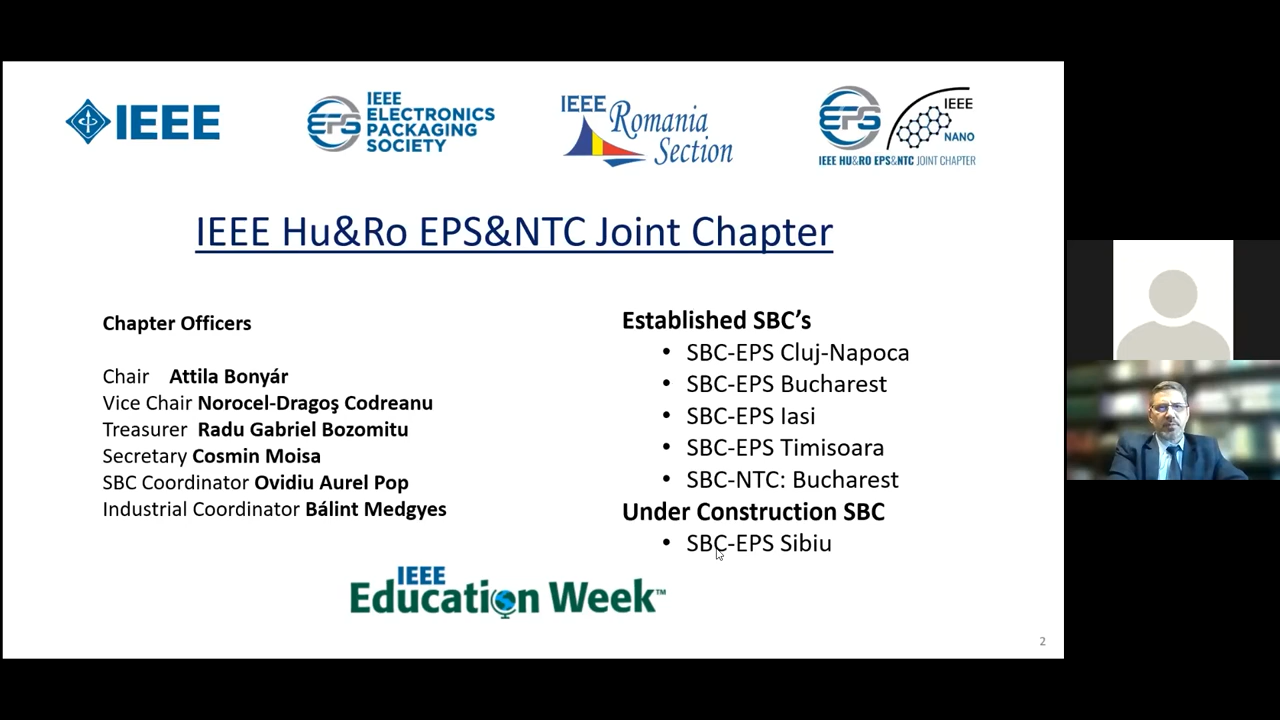 IEEE
EPS
IEEE
ELECTRONICS
PACKAGING
SOCIETY
IEEE Romania
Section
EPS
IEEE
NANO
IEEE HU&RO EPS&NTC JOINT CHAPTER
IEEE Hu&Ro EPS&NTC Joint Chapter
Chapter Officers
Chair Attila Bonyár
Vice Chair Norocel-Dragoş Codreanu
Treasurer Radu Gabriel Bozomitu
Secretary Cosmin Moisa
SBC Coordinator Ovidiu Aurel Pop
Industrial Coordinator Bálint Medgyes
Established SBC’s
• SBC-EPS Cluj-Napoca
• SBC-EPS Bucharest
• SBC-EPS Iasi
• SBC-EPS Timisoara
• SBC-NTC: Bucharest
Under Construction SBC
• SBC-EPS Sibiu
IEEE
Education Week™
2